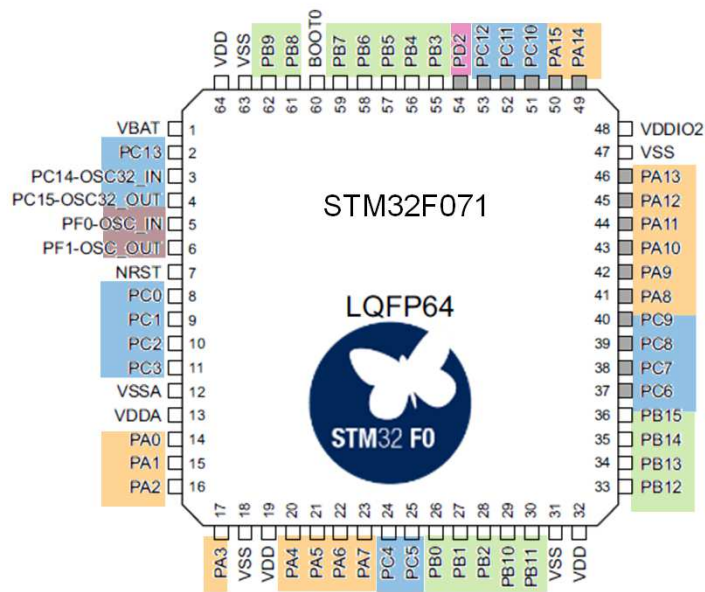 VDD
VSS
PB9
PB8
BOOT0
PB7
PB6
PB5
PB4
PB3
PD2
PC12
PC11
PC10
PA15
PA14
64
63
62
61
60
59
58
57
56
55
54
53
52
51
50
49
VBAT 1
PC13 2
PC14-OSC32_IN 3
PC15-OSC32_OUT 4
PF0-OSC_IN 5
PF1-OSC_OUT 6
NRST 7
PC0 8
PC1 9
PC2 10
PC3 11
VSSA 12
VDDA 13
PA0 14
PA1 15
PA2 16
STM32F071
LQFP64
STM32 F0
48 VDDIO2
47 VSS
46 PA13
45 PA12
44 PA11
43 PA10
42 PA9
41 PA8
40 PC9
39 PC8
38 PC7
37 PC6
36 PB15
35 PB14
34 PB13
33 PB12
17
18
19
20
21
22
23
24
25
26
27
28
29
30
31
32
PA3
VSS
VDD
PA4
PA5
PA6
PA7
PC4
PC5
PB0
PB1
PB2
PB10
PB11
VSS
VDD